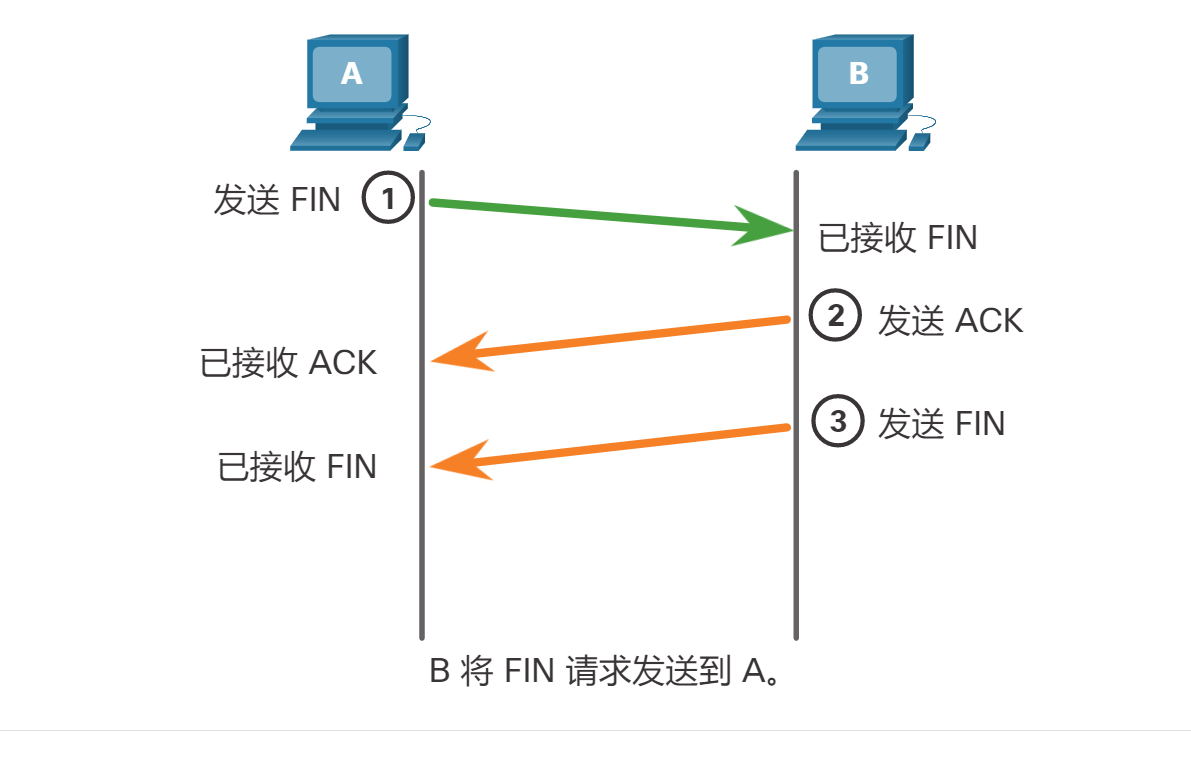 A
B
发送 FIN
1
已接收 FIN
2
发送 ACK
已接收 ACK
3
发送 FIN
已接收 FIN
B 将 FIN 请求发送到 A。